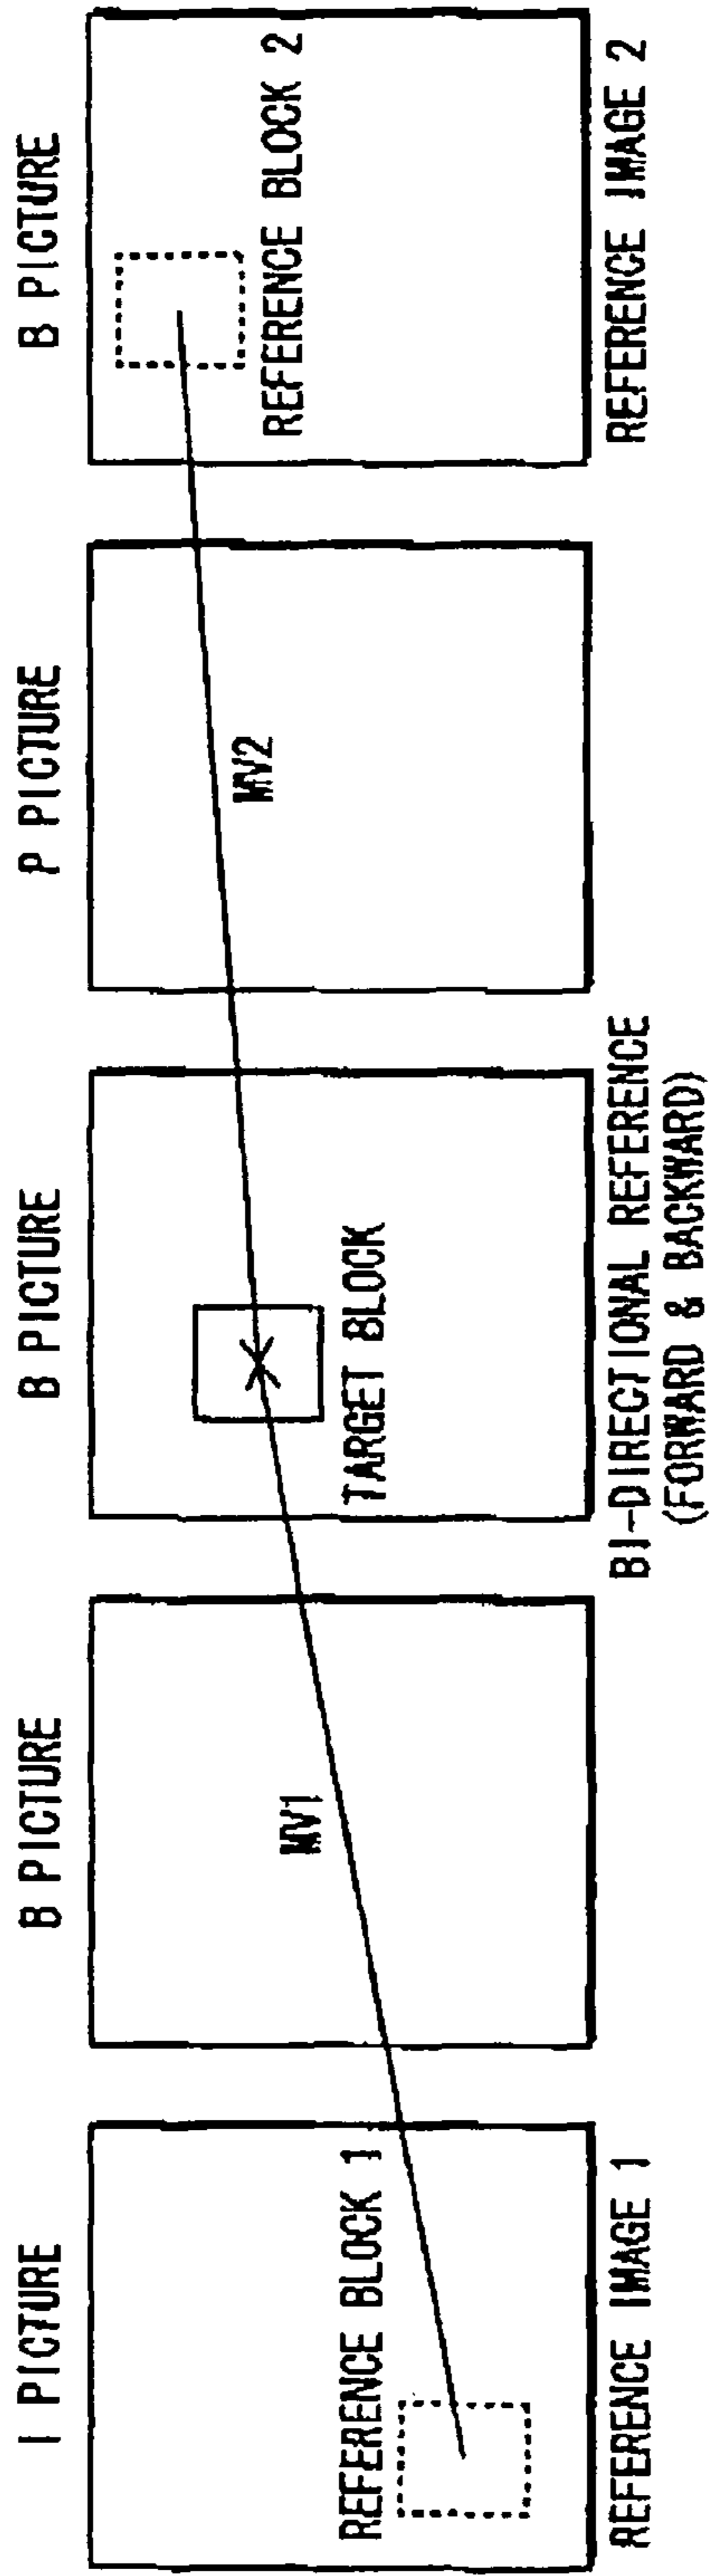 I PICTURE
B PICTURE
B PICTURE
P PICTURE
B PICTURE
REFERENCE BLOCK 1
MV1
TARGET BLOCK
MV2
REFERENCE BLOCK 2
REFERENCE IMAGE 1
BI-DIRECTIONAL REFERENCE
(FORWARD & BACKWARD)
REFERENCE IMAGE 2